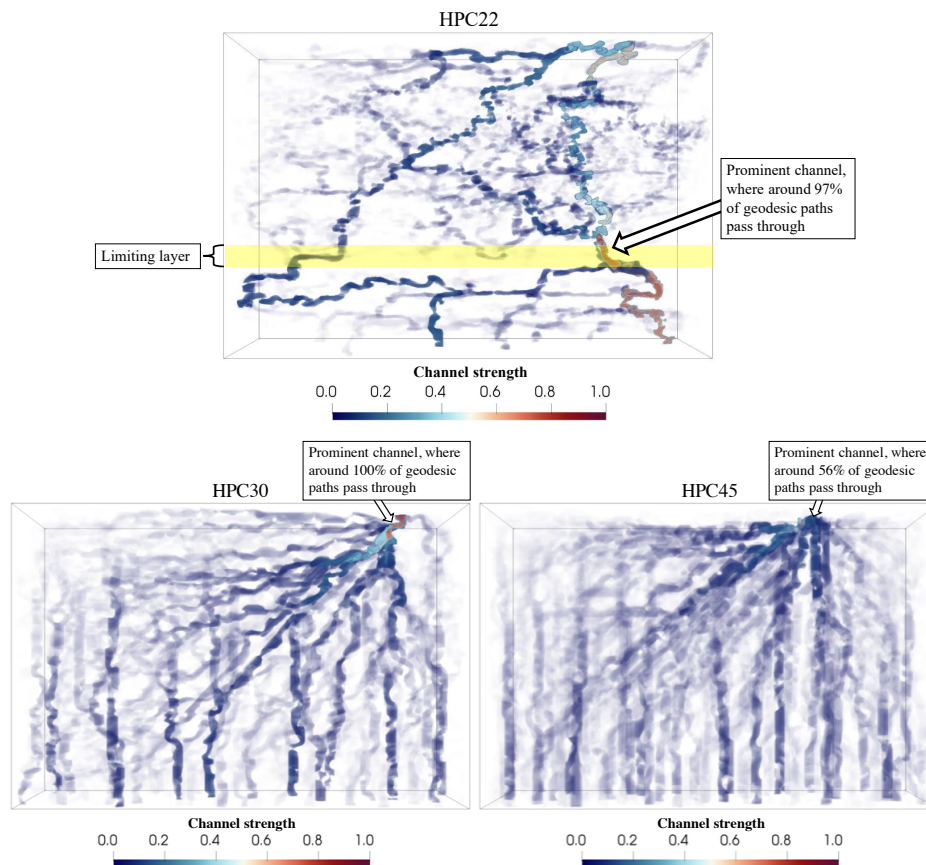 HPC22
Prominent channel,
where around 97%
of geodesic paths
pass through
Limiting layer
Channel strength
0.0 0.2 0.4 0.6 0.8 1.0
Prominent channel, where
around 100% of geodesic
paths pass through
HPC30
Prominent channel, where
around 56% of geodesic
paths pass through
HPC45
Channel strength
0.0 0.2 0.4 0.6 0.8 1.0
Channel strength
0.0 0.2 0.4 0.6 0.8 1.0